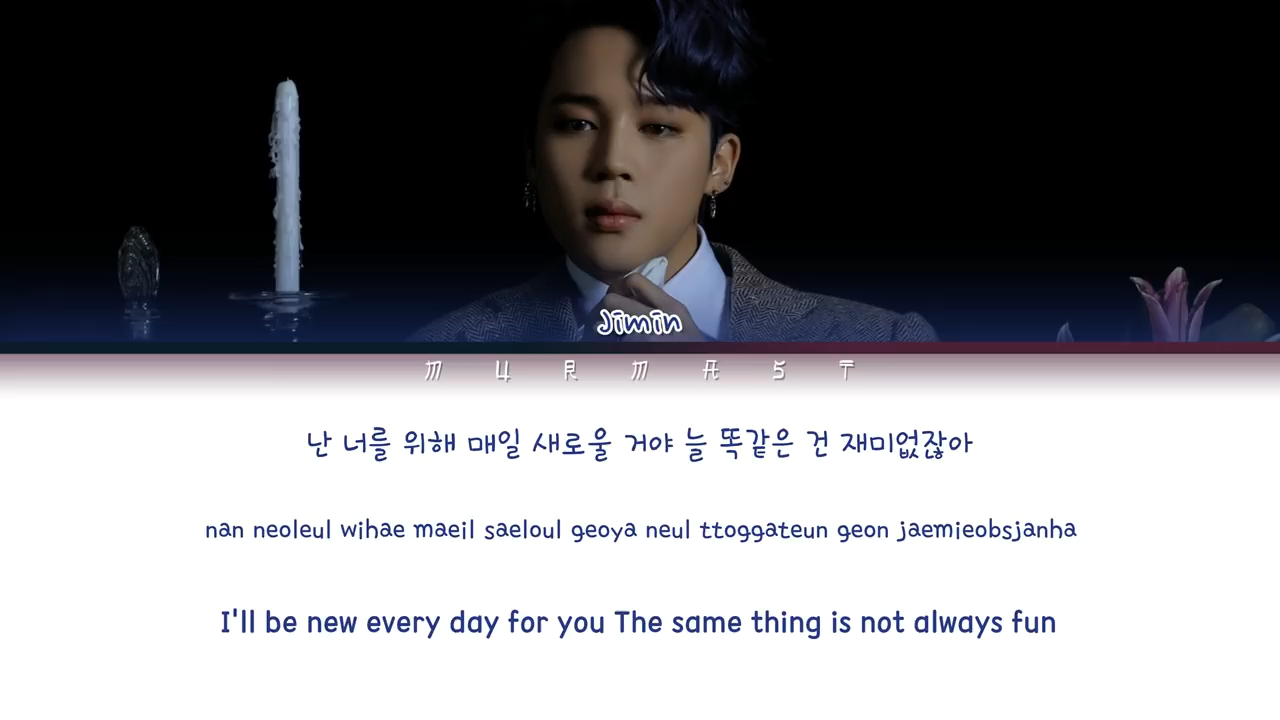 Jimin
MURMAST
난 너를 위해 매일 새로울 거야 늘 똑같은 건 재미없잖아
nan neoleul wihae maeil saeloul geoya neul ttoggateun geon jaemieobsjanha
I'll be new every day for you The same thing is not always fun